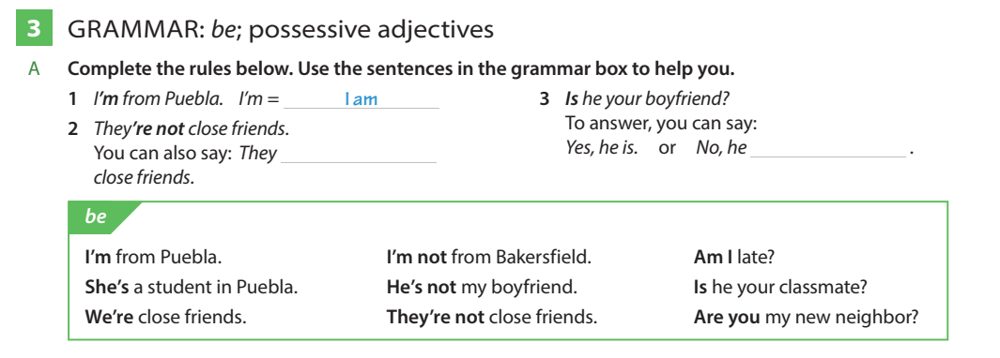 3 GRAMMAR: be; possessive adjectives
A Complete the rules below. Use the sentences in the grammar box to help you.
1 I'm from Puebla. I'm = I am
2 They're not close friends.
You can also say: They
close friends.
3 Is he your boyfriend?
To answer, you can say:
Yes, he is. or No, he .
be
I'm from Puebla.
She's a student in Puebla.
We're close friends.
I'm not from Bakersfield.
He's not my boyfriend.
They're not close friends.
Am I late?
Is he your classmate?
Are you my new neighbor?